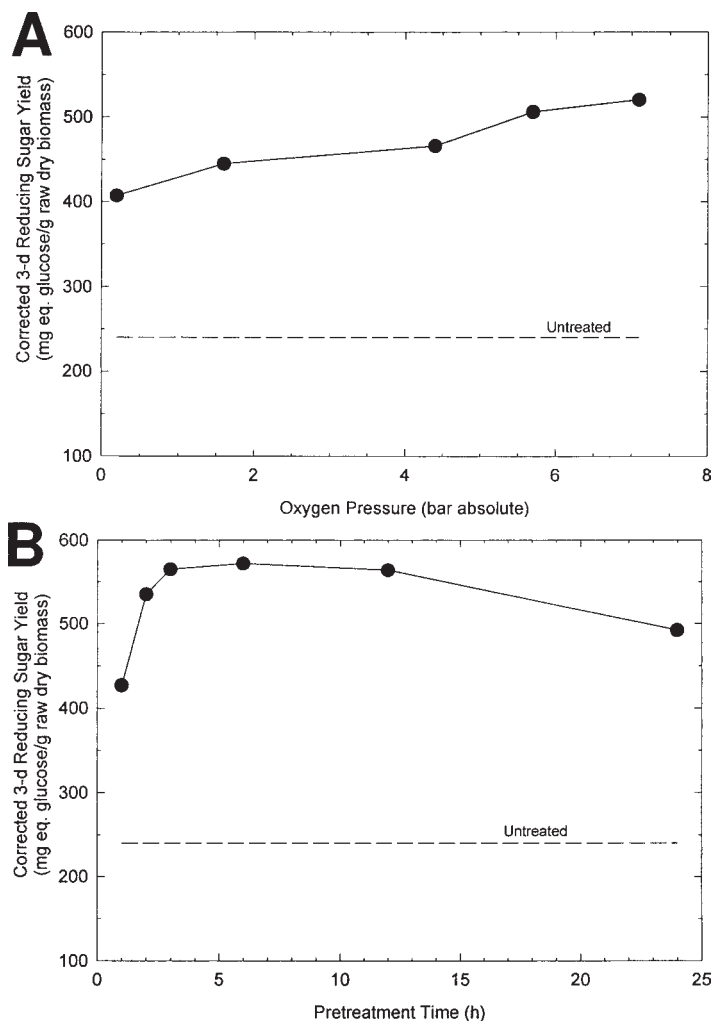 A
Corrected 3-d Reducing Sugar Yield
(mg eq. glucose/g raw dry biomass)
600
500
400
300
200
100
Untreated
0
2
4
6
8
Oxygen Pressure (bar absolute)
B
Corrected 3-d Reducing Sugar Yield
(mg eq. glucose/g raw dry biomass)
600
500
400
300
200
100
Untreated
0
5
10
15
20
25
Pretreatment Time (h)